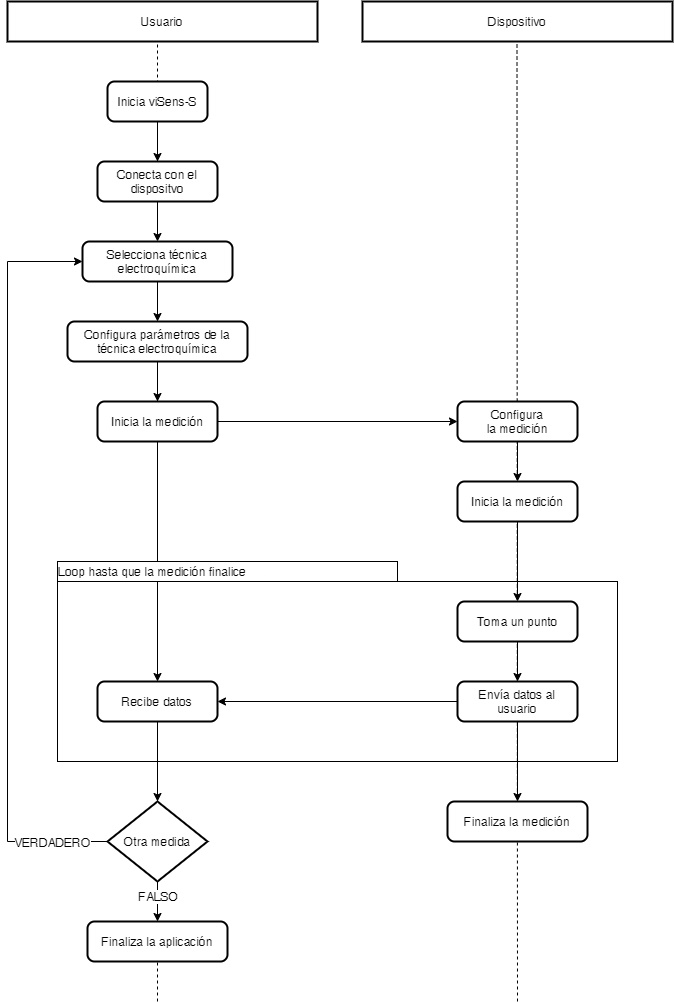 Usuario
Dispositivo
Inicia viSens-S
Conecta con el
dispositvo
Selecciona técnica
electroquímica
Configura parámetros de la
técnica electroquímica
Inicia la medición
Configura
la medición
Inicia la medición
Loop hasta que la medición finalice
Toma un punto
Recibe datos
Envía datos al
usuario
Otra medida
VERDADERO
Finaliza la medición
FALSO
Finaliza la aplicación